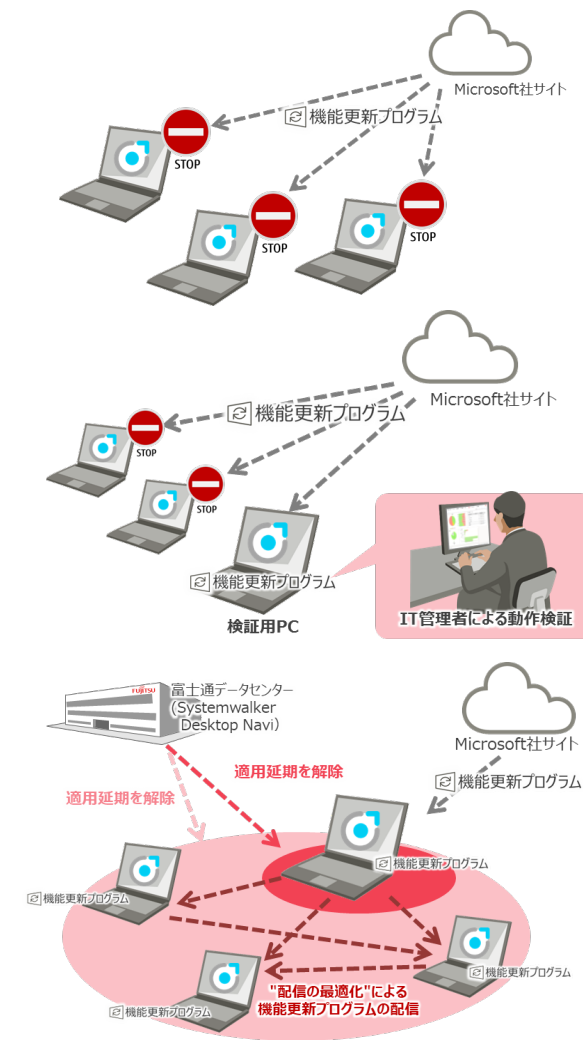 Microsoft社サイト
機能更新プログラム
STOP
STOP
STOP
Microsoft社サイト
機能更新プログラム
STOP
STOP
機能更新プログラム
検証用PC
IT管理者による動作検証
FUJITSU
富士通データセンター
(Systemwalker
Desktop Navi)
Microsoft社サイト
適用延期を解除
機能更新プログラム
適用延期を解除
機能更新プログラム
機能更新プログラム
機能更新プログラム
"配信の最適化"による
機能更新プログラムの配信
機能更新プログラム